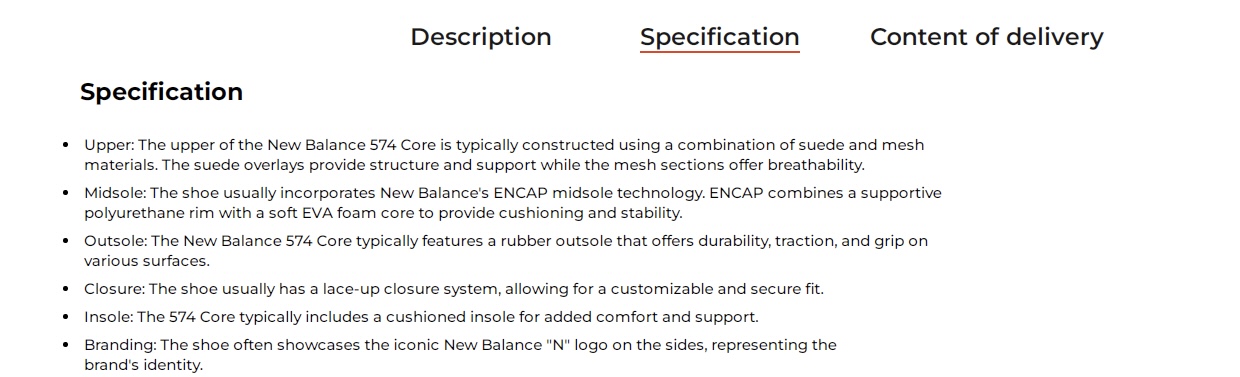 Description Specification Content of delivery
Specification
• Upper: The upper of the New Balance 574 Core is typically constructed using a combination of suede and mesh
materials. The suede overlays provide structure and support while the mesh sections offer breathability.
• Midsole: The shoe usually incorporates New Balance's ENCAP midsole technology. ENCAP combines a supportive
polyurethane rim with a soft EVA foam core to provide cushioning and stability.
• Outsole: The New Balance 574 Core typically features a rubber outsole that offers durability, traction, and grip on
various surfaces.
• Closure: The shoe usually has a lace-up closure system, allowing for a customizable and secure fit.
• Insole: The 574 Core typically includes a cushioned insole for added comfort and support.
• Branding: The shoe often showcases the iconic New Balance "N" logo on the sides, representing the
brand's identity.